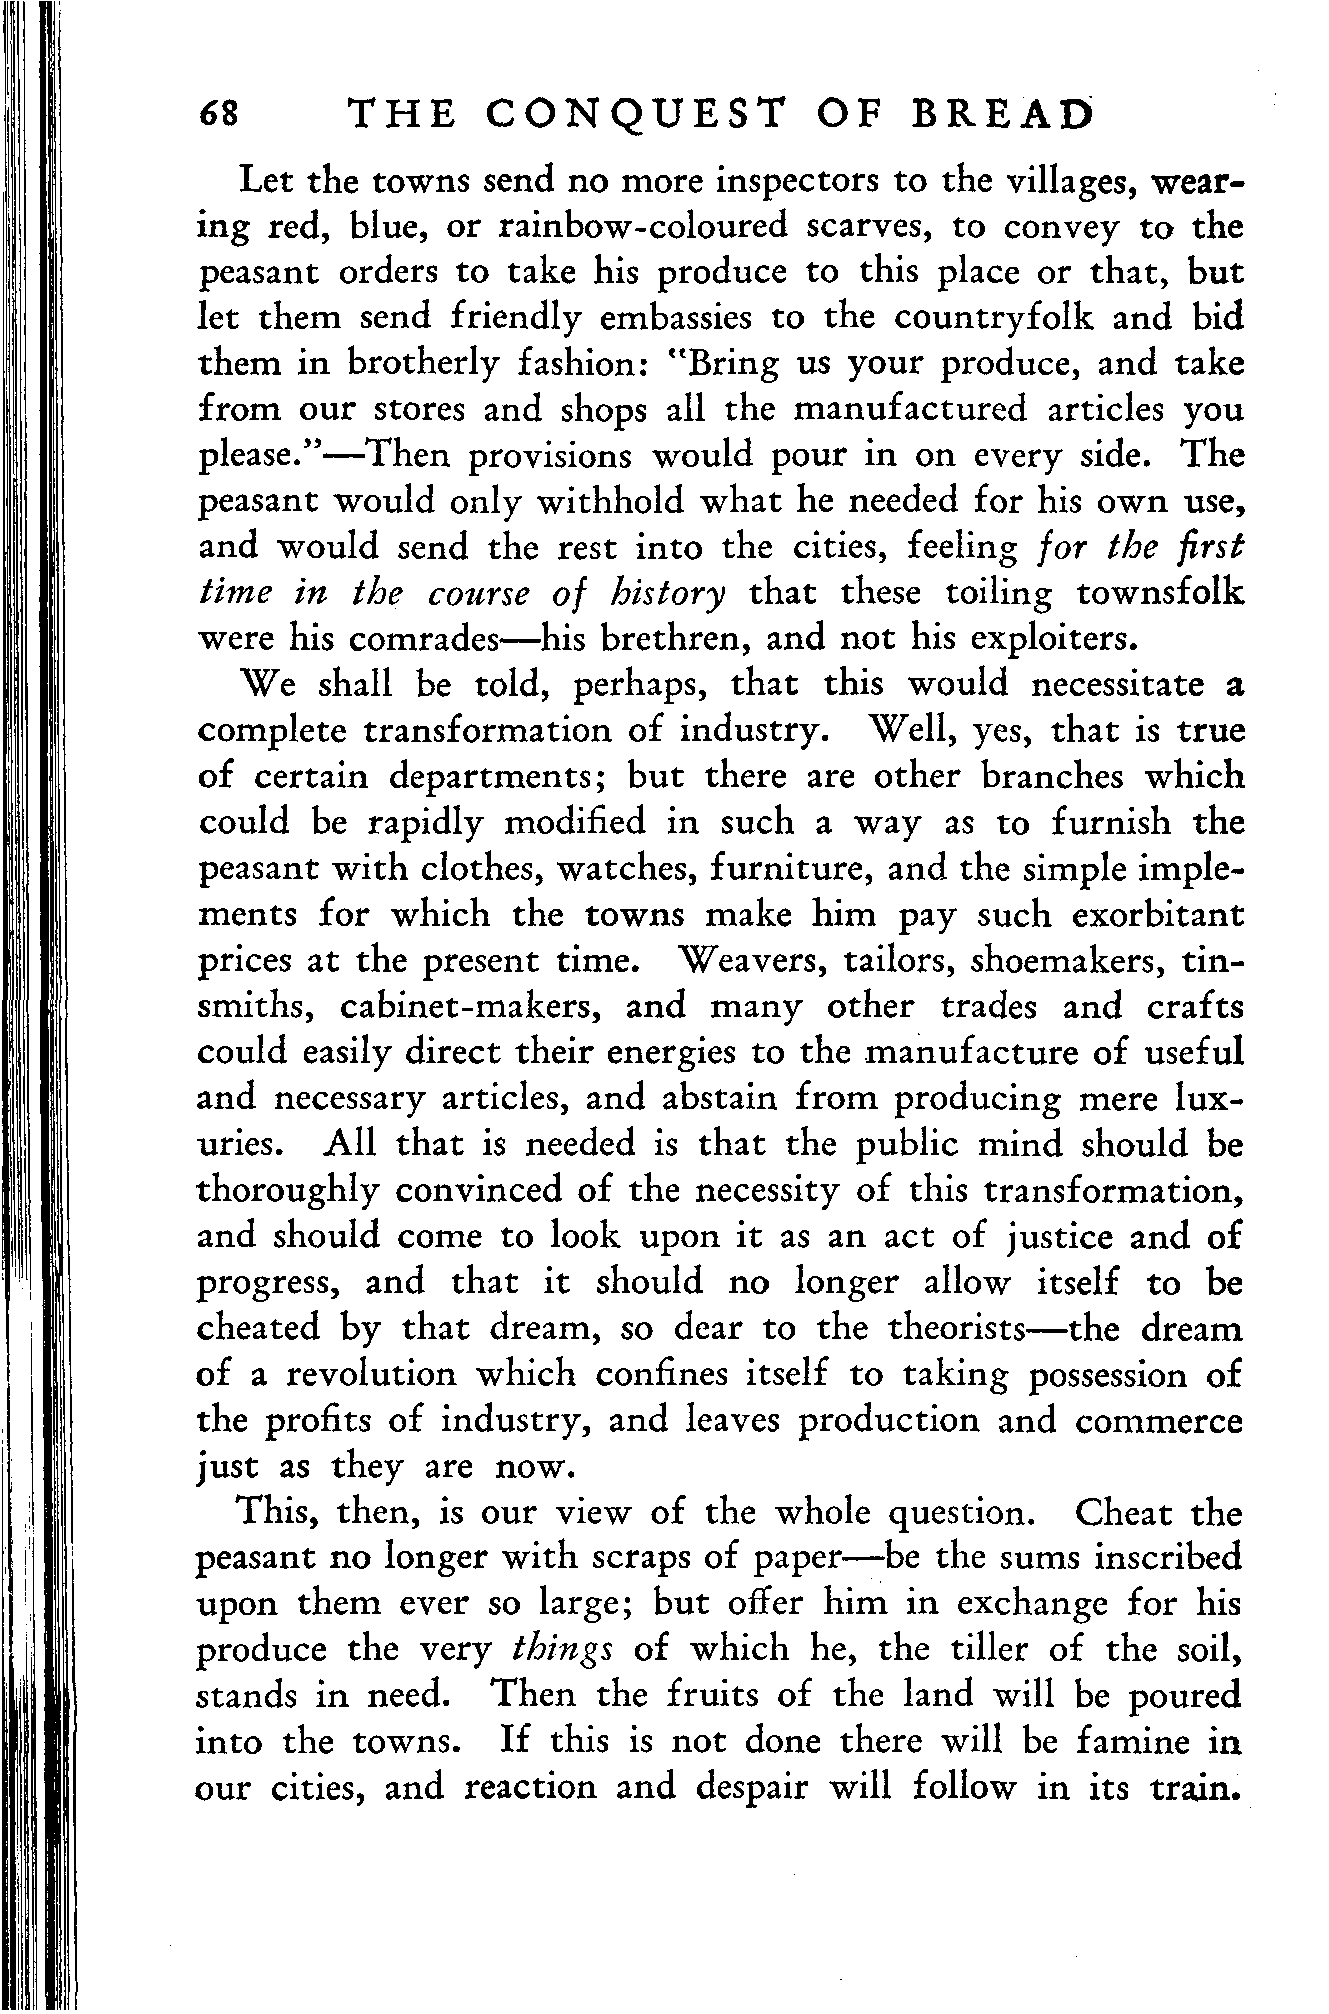 68 THE CONQUEST OF BREAD
Let the towns send no more inspectors to the villages, wear-
ing red, blue, or rainbow-coloured scarves, to convey to the
peasant orders to take his produce to this place or that, but
let them send friendly embassies to the countryfolk and bid
them in brotherly fashion: "Bring us your produce, and take
from our stores and shops all the manufactured articles you
please."—Then provisions would pour in on every side. The
peasant would only withhold what he needed for his own use,
and would send the rest into the cities, feeling for the first
time in the course of history that these toiling townsfolk
were his comrades—his brethren, and not his exploiters.
We shall be told, perhaps, that this would necessitate a
complete transformation of industry. Well, yes, that is true
of certain departments; but there are other branches which
could be rapidly modified in such a way as to furnish the
peasant with clothes, watches, furniture, and the simple imple-
ments for which the towns make him pay such exorbitant
prices at the present time. Weavers, tailors, shoemakers, tin-
smiths, cabinet-makers, and many other trades and crafts
could easily direct their energies to the manufacture of useful
and necessary articles, and abstain from producing mere lux-
uries. All that is needed is that the public mind should be
thoroughly convinced of the necessity of this transformation,
and should come to look upon it as an act of justice and of
progress, and that it should no longer allow itself to be
cheated by that dream, so dear to the theorists—the dream
of a revolution which confines itself to taking possession of
the profits of industry, and leaves production and commerce
just as they are now.
This, then, is our view of the whole question. Cheat the
peasant no longer with scraps of paper—be the sums inscribed
upon them ever so large; but offer him in exchange for his
produce the very things of which he, the tiller of the soil,
stands in need. Then the fruits of the land will be poured
into the towns. If this is not done there will be famine in
our cities, and reaction and despair will follow in its train.